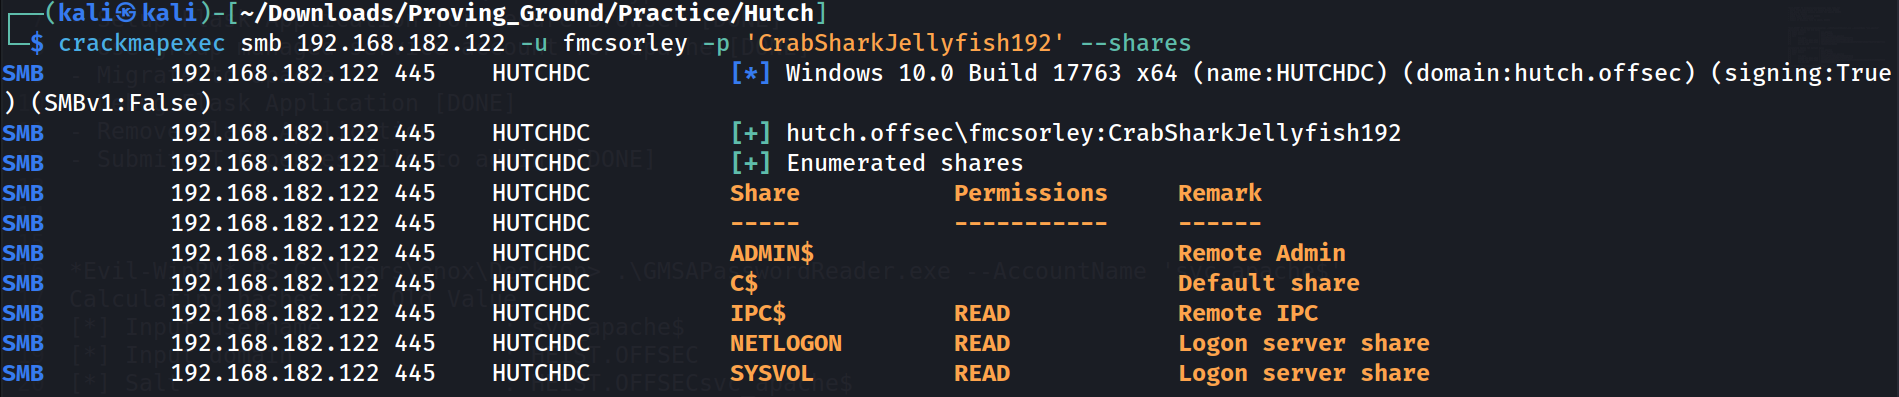 ┌──(kali㉿kali)-[~/Downloads/Proving_Ground/Practice/Hutch]
└─$ crackmapexec smb 192.168.182.122 -u fmcsorley -p 'CrabSharkJellyfish192' --shares
SMB 192.168.182.122 445 HUTCHDC [*] Windows 10.0 Build 17763 x64 (name:HUTCHDC) (domain:hutch.offsec) (signing:True
) (SMBv1:False)
SMB 192.168.182.122 445 HUTCHDC [+] hutch.offsec\fmcsorley:CrabSharkJellyfish192
SMB 192.168.182.122 445 HUTCHDC [+] Enumerated shares
SMB 192.168.182.122 445 HUTCHDC Share Permissions Remark
SMB 192.168.182.122 445 HUTCHDC ----- ----------- ------
SMB 192.168.182.122 445 HUTCHDC ADMIN$ Remote Admin
SMB 192.168.182.122 445 HUTCHDC C$ Default share
SMB 192.168.182.122 445 HUTCHDC IPC$ READ Remote IPC
SMB 192.168.182.122 445 HUTCHDC NETLOGON READ Logon server share
SMB 192.168.182.122 445 HUTCHDC SYSVOL READ Logon server share